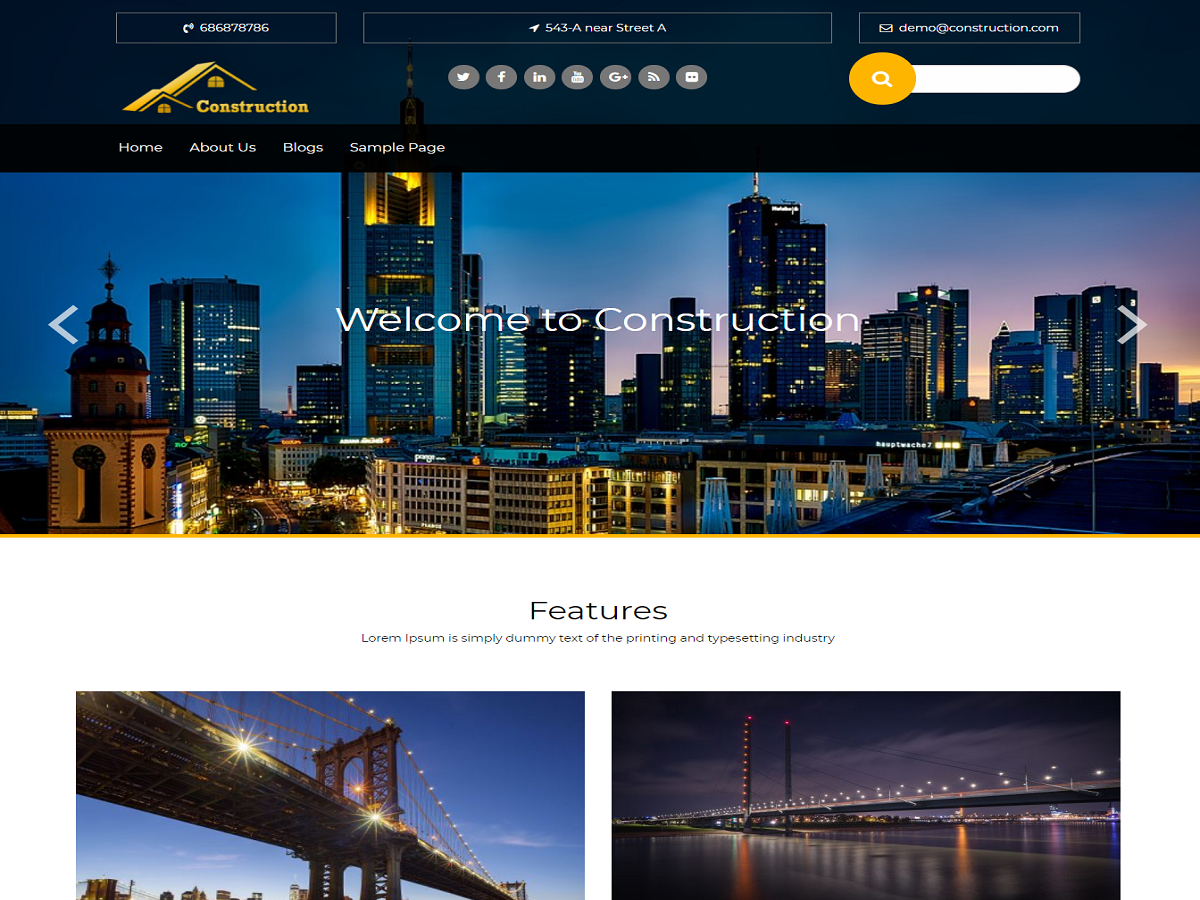 686878786
543-A near Street A
demo@construction.com
Construction
Home About Us Blogs Sample Page
Welcome to Construction
hauptwache7
Features
Lorem Ipsum is simply dummy text of the printing and typesetting industry